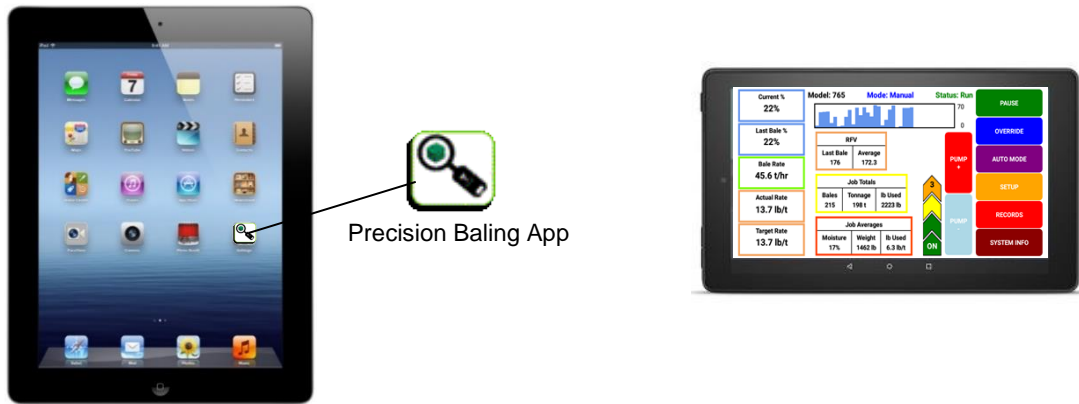 7
Precision Baling App
Current %
22%
Last Bale %
22%
Bale Rate
45.6 t/hr
Actual Rate
13.7 lb/t
Target Rate
13.7 lb/t
Model: 765 Mode: Manual Status: Run
70
0
RFV
Last Bale Average
176 172.3
Job Totals
Bales Tonnage lb Used
215 198 t 2223 lb
Job Averages
Moisture Weight lb Used
17% 1462 lb 6.3 lb/t
3
ON
PUMP
+
PUMP
-
PAUSE
OVERRIDE
AUTO MODE
SETUP
RECORDS
SYSTEM INFO